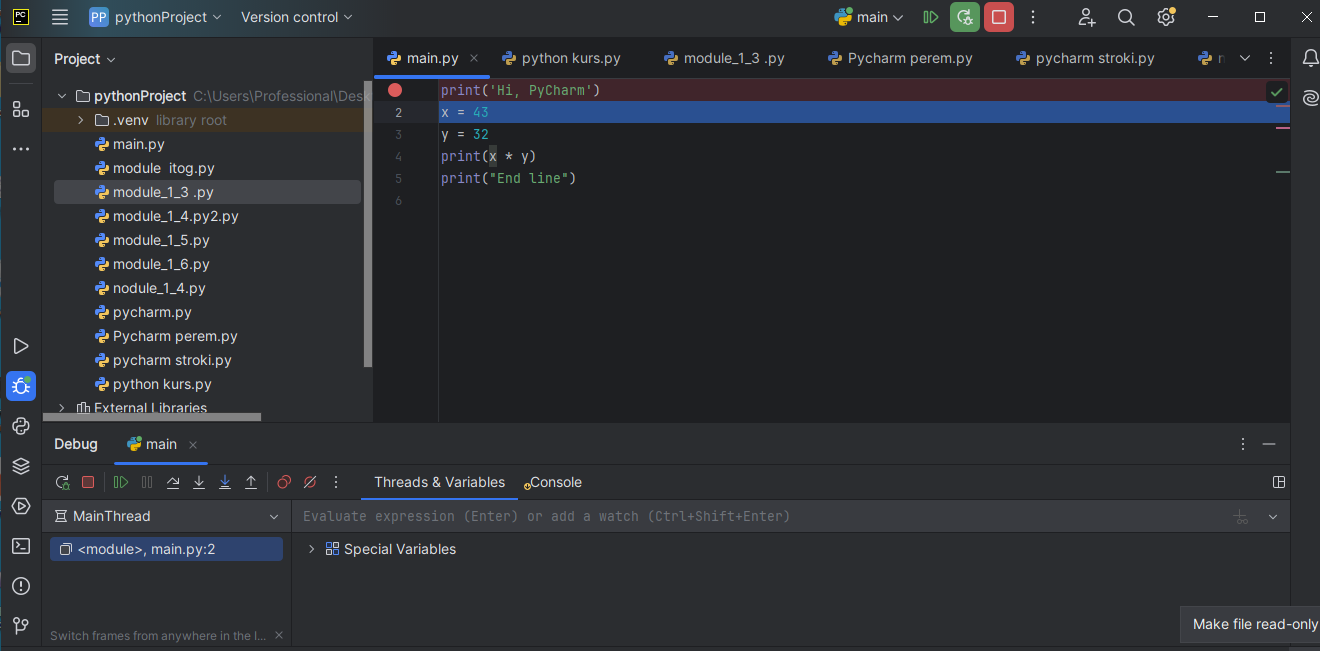 PC PP pythonProject Version control main
Project
main.py python kurs.py module_1_3 .py Pycharm perem.py pycharm stroki.py
pythonProject C:\Users\Professional\Desk
.venv library root
main.py
module itog.py
module_1_3 .py
module_1_4.py2.py
module_1_5.py
module_1_6.py
nodule_1_4.py
pycharm.py
Pycharm perem.py
pycharm stroki.py
python kurs.py
External Libraries
print('Hi, PyCharm')
2 x = 43
3 y = 32
4 print(x * y)
5 print("End line")
6
Debug main
Threads & Variables Console
MainThread
Evaluate expression (Enter) or add a watch (Ctrl+Shift+Enter)
<module>, main.py:2
Special Variables
Switch frames from anywhere in the I...
Make file read-only